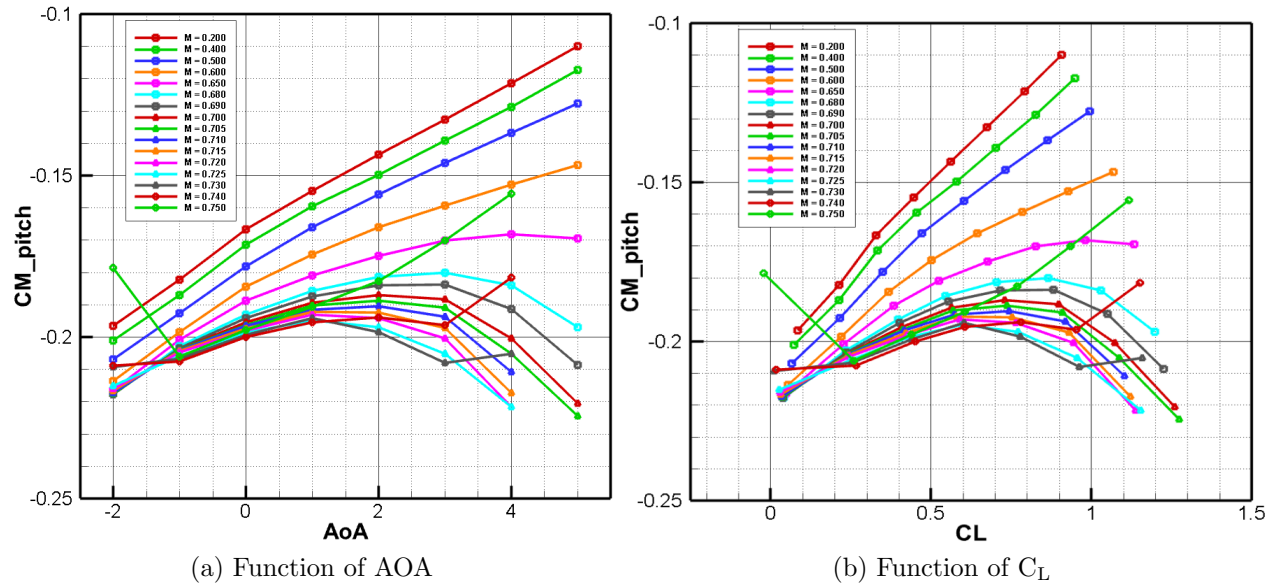 -0.1
-0.15
-0.2
-0.25
CM_pitch
M = 0.200
M = 0.400
M = 0.500
M = 0.600
M = 0.650
M = 0.680
M = 0.690
M = 0.700
M = 0.705
M = 0.710
M = 0.715
M = 0.720
M = 0.725
M = 0.730
M = 0.740
M = 0.750
-2 0 2 4
AoA
(a) Function of AOA
-0.1
-0.15
-0.2
-0.25
CM_pitch
M = 0.200
M = 0.400
M = 0.500
M = 0.600
M = 0.650
M = 0.680
M = 0.690
M = 0.700
M = 0.705
M = 0.710
M = 0.715
M = 0.720
M = 0.725
M = 0.730
M = 0.740
M = 0.750
0 0.5 1 1.5
CL
(b) Function of C_L